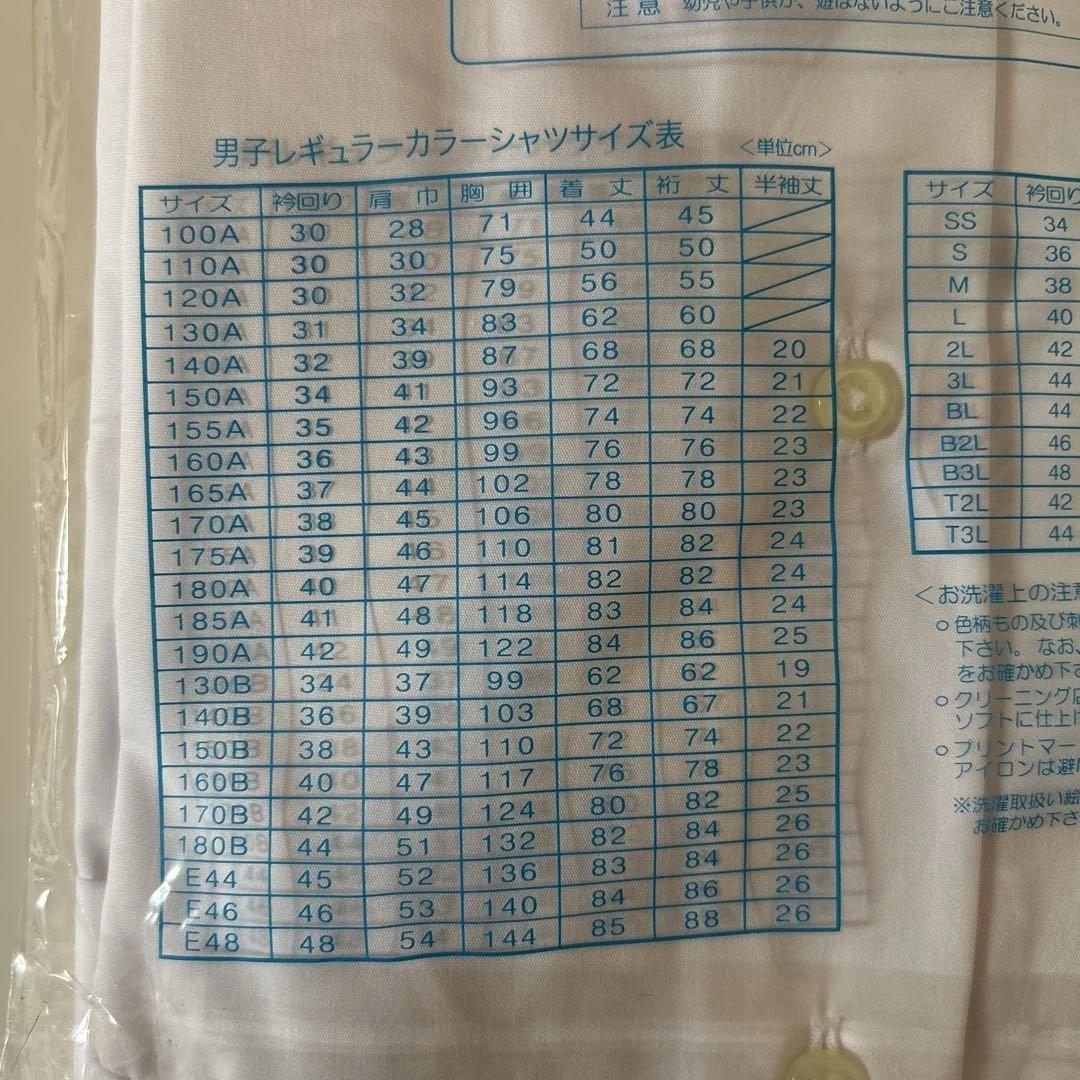 注意 幼児や子供が、遊ばないようにご注意ください。
男子レギュラーカラーシャツサイズ表 <単位cm>
サイズ 衿回り 肩巾 胸囲 着丈 裄丈 半袖丈
100A 30 28 71 44 45
110A 30 30 75 50 50
120A 30 32 79 56 55
130A 31 34 83 62 60
140A 32 39 87 68 68 20
150A 34 41 93 72 72 21
155A 35 42 96 74 74 22
160A 36 43 99 76 76 23
165A 37 44 102 78 78 23
170A 38 45 106 80 80 23
175A 39 46 110 81 82 24
180A 40 47 114 82 82 24
185A 41 48 118 83 84 24
190A 42 49 122 84 86 25
130B 34 37 99 62 62 19
140B 36 39 103 68 67 21
150B 38 43 110 72 74 22
160B 40 47 117 76 78 23
170B 42 49 124 80 82 25
180B 44 51 132 82 84 26
E44 45 52 136 83 84 26
E46 46 53 140 84 86 26
E48 48 54 144 85 88 26
サイズ 衿回り
SS 34
S 36
M 38
L 40
2L 42
3L 44
BL 44
B2L 46
B3L 48
T2L 42
T3L 44
<お洗濯上の注意
○色柄もの及び刺
下さい。なお、
をお確かめ下さ
○クリーニング店
ソフトに仕上げ
○プリントマー
アイロンは避け
※洗濯取扱い絵
お確かめ下さ